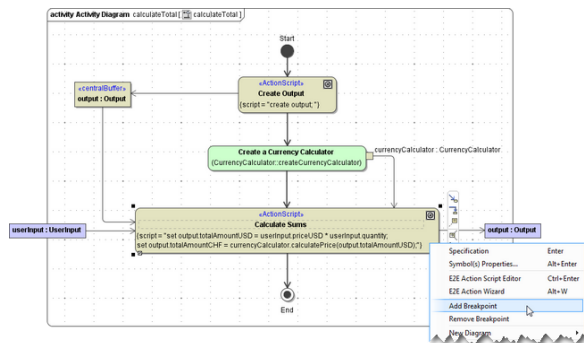 activity Activity Diagram calculateTotal [ calculateTotal ]
Start
«ActionScript»
Create Output
{script = "create output;"}
«centralBuffer»
output : Output
Create a Currency Calculator
(CurrencyCalculator::createCurrencyCalculator)
currencyCalculator : CurrencyCalculator
«ActionScript»
Calculate Sums
{script = "set output.totalAmountUSD = userInput.priceUSD * userInput.quantity;
set output.totalAmountCHF = currencyCalculator.calculatePrice(output.totalAmountUSD);"}
userInput : UserInput
output : Output
End
Specification Enter
Symbol(s) Properties... Alt+Enter
E2E Action Script Editor Ctrl+Enter
E2E Action Wizard Alt+W
Add Breakpoint
Remove Breakpoint
New Diagram